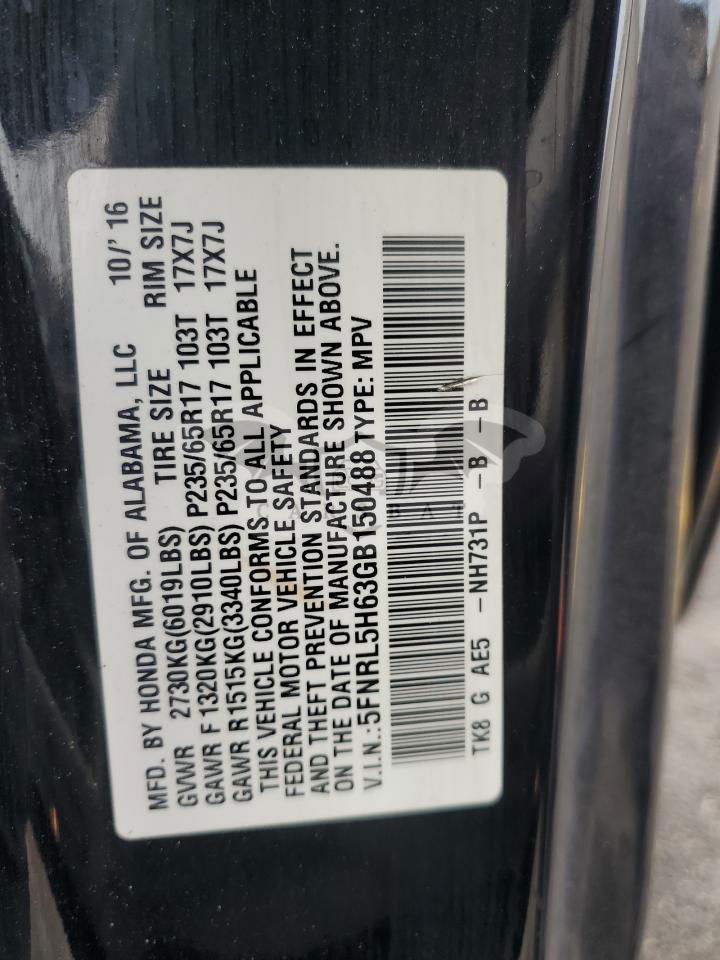 MFD. BY HONDA MFG. OF ALABAMA, LLC 10/' 16
GVWR 2730KG(6019LBS) TIRE SIZE RIM SIZE
GAWR F 1320KG(2910LBS) P235/65R17 103T 17X7J
GAWR R1515KG(3340LBS) P235/65R17 103T 17X7J
THIS VEHICLE CONFORMS TO ALL APPLICABLE
FEDERAL MOTOR VEHICLE SAFETY
AND THEFT PREVENTION STANDARDS IN EFFECT
ON THE DATE OF MANUFACTURE SHOWN ABOVE.
V.I.N.:5FNRL5H63GB150488 TYPE: MPV
TK8 G AE5 -NH731P -B -B